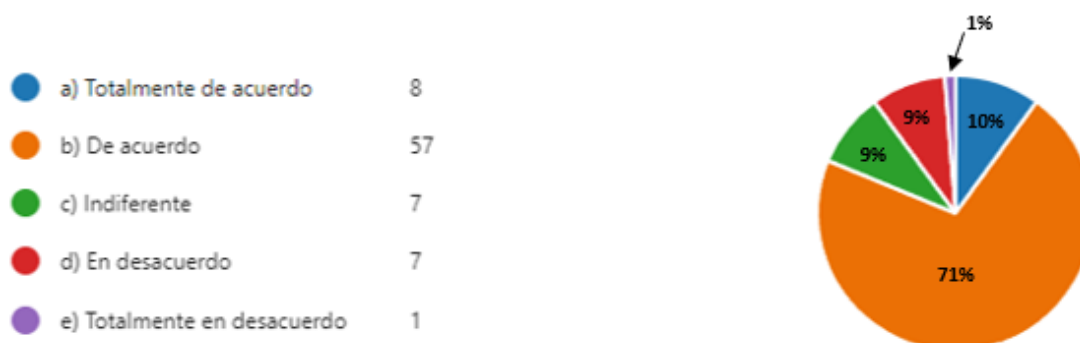 a) Totalmente de acuerdo 8
b) De acuerdo 57
c) Indiferente 7
d) En desacuerdo 7
e) Totalmente en desacuerdo 1
1%
10%
9%
9%
71%